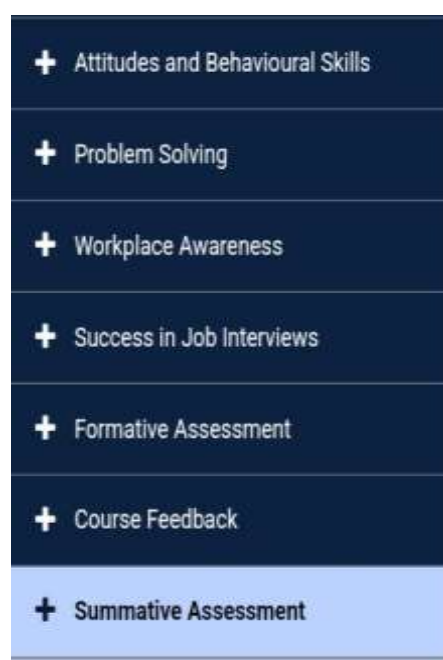 Attitudes and Behavioural Skills
Problem Solving
Workplace Awareness
Success in Job Interviews
Formative Assessment
Course Feedback
Summative Assessment